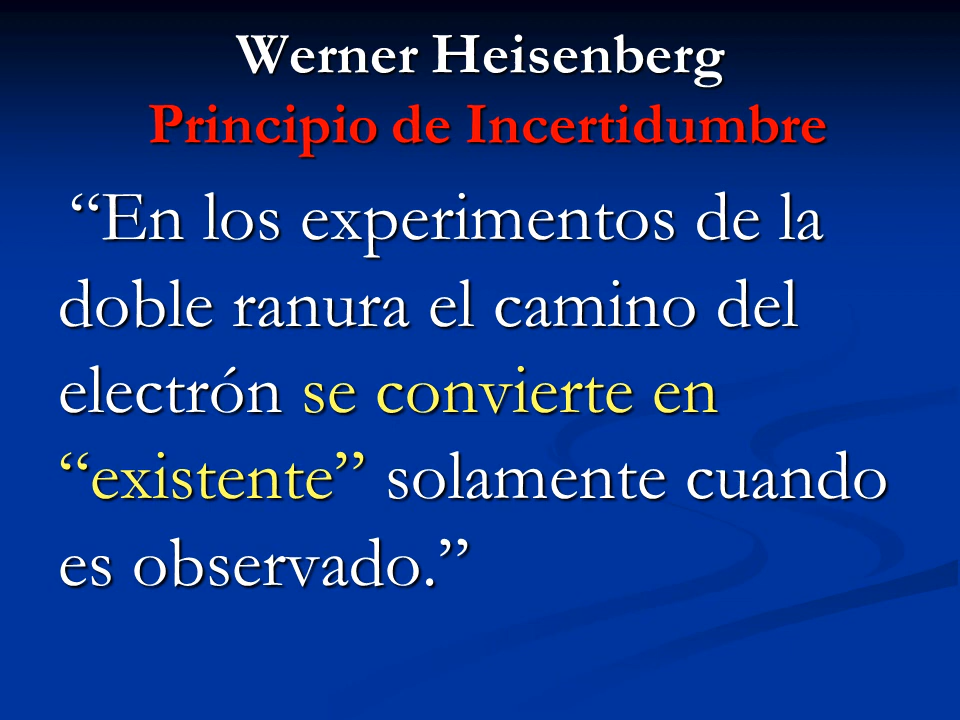 Werner Heisenberg
Principio de Incertidumbre
“En los experimentos de la
doble ranura el camino del
electrón se convierte en
“existente” solamente cuando
es observado.”